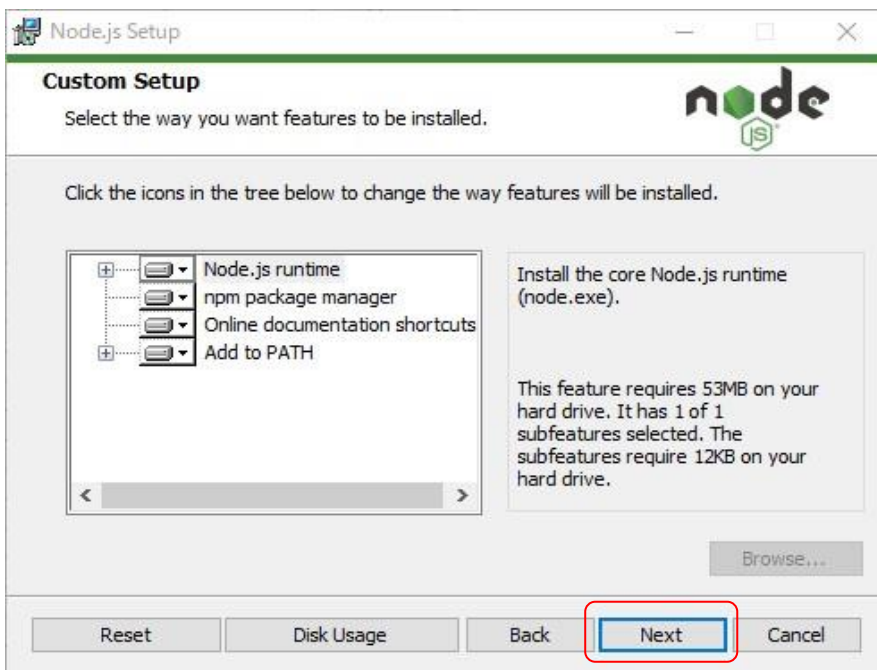 Node.js Setup
Custom Setup
Select the way you want features to be installed.
node
JS
Click the icons in the tree below to change the way features will be installed.
Node.js runtime
npm package manager
Online documentation shortcuts
Add to PATH
Install the core Node.js runtime
(node.exe).
This feature requires 53MB on your
hard drive. It has 1 of 1
subfeatures selected. The
subfeatures require 12KB on your
hard drive.
Browse...
Reset
Disk Usage
Back
Next
Cancel